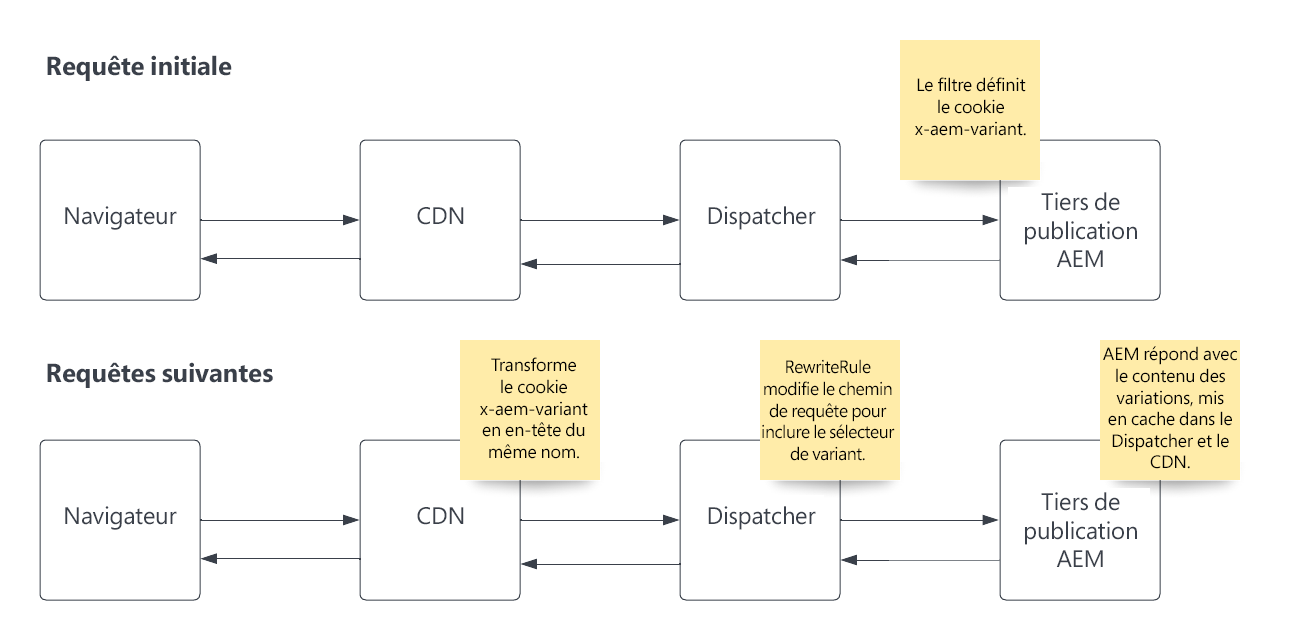 Requête initiale
Le filtre définit
le cookie
x-aem-variant.
Navigateur
CDN
Dispatcher
Tiers de
publication
AEM
Requêtes suivantes
Transforme
le cookie
x-aem-variant
en en-tête du
même nom.
RewriteRule
modifie le chemin
de requête pour
inclure le sélecteur
de variant.
AEM répond avec
le contenu des
variations, mis
en cache dans le
Dispatcher et le
CDN.
Navigateur
CDN
Dispatcher
Tiers de
publication
AEM